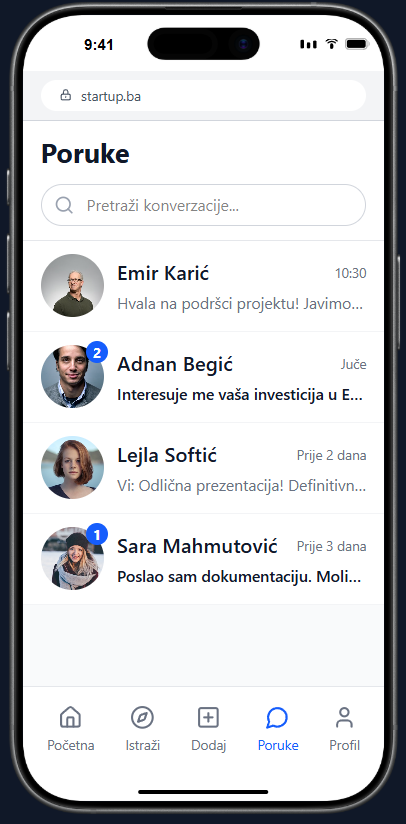 9:41
startup.ba
Poruke
Pretraži konverzacije...
Emir Karić 10:30
Hvala na podršci projektu! Javimo...
2
Adnan Begić Juče
Interesuje me vaša investicija u E...
Lejla Softić Prije 2 dana
Vi: Odlična prezentacija! Definitivn...
1
Sara Mahmutović Prije 3 dana
Poslao sam dokumentaciju. Moli...
Početna Istraži Dodaj Poruke Profil